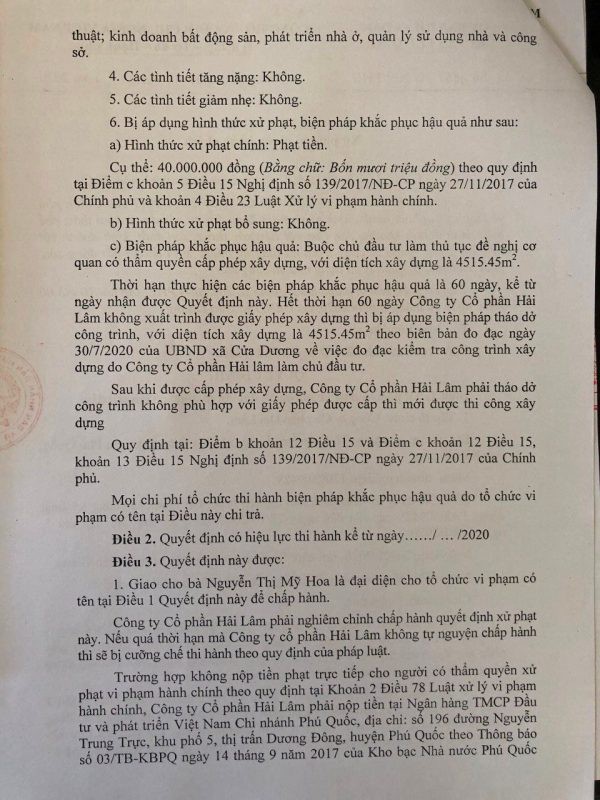 M
thuật; kinh doanh bất động sản, phát triển nhà ở, quản lý sử dụng nhà và công
sở.
4. Các tình tiết tăng nặng: Không.
5. Các tình tiết giảm nhẹ: Không.
6. Bị áp dụng hình thức xử phạt, biện pháp khắc phục hậu quả như sau:
a) Hình thức xử phạt chính: Phạt tiền.
Cụ thể: 40.000.000 đồng (Bằng chữ: Bốn mươi triệu đồng) theo quy định
tại Điểm c khoản 5 Điều 15 Nghị định số 139/2017/NĐ-CP ngày 27/11/2017 của
Chính phủ và khoản 4 Điều 23 Luật Xử lý vi phạm hành chính.
b) Hình thức xử phạt bổ sung: Không.
c) Biện pháp khắc phục hậu quả: Buộc chủ đầu tư làm thủ tục đề nghị cơ
quan có thẩm quyền cấp phép xây dựng, với diện tích xây dựng là 4515.45m².
Thời hạn thực hiện các biện pháp khắc phục hậu quả là 60 ngày, kể từ
ngày nhận được Quyết định này. Hết thời hạn 60 ngày Công ty Cổ phần Hải
Lâm không xuất trình được giấy phép xây dựng thì bị áp dụng biện pháp tháo dở
công trình, với diện tích xây dựng là 4515.45m² theo biên bản đo đạc ngày
30/7/2020 của UBND xã Cửa Dương về việc đo đạc kiểm tra công trình xây
dựng do Công ty Cổ phần Hải lâm làm chủ đầu tư.
Sau khi được cấp phép xây dựng, Công ty Cổ phần Hải Lâm phải tháo dở
công trình không phù hợp với giấy phép được cấp thì mới được thi công xây
dựng
Quy định tại: Điểm b khoản 12 Điều 15 và Điểm c khoản 12 Điều 15,
khoản 13 Điều 15 Nghị định số 139/2017/NĐ-CP ngày 27/11/2017 của Chính
phủ.
Mọi chi phí tổ chức thi hành biện pháp khắc phục hậu quả do tổ chức vi
phạm có tên tại Điều này chi trả.
Điều 2. Quyết định có hiệu lực thi hành kể từ ngày....../ ... /2020
Điều 3. Quyết định này được:
1. Giao cho bà Nguyễn Thị Mỹ Hoa là đại diện cho tổ chức vi phạm có
tên tại Điều 1 Quyết định này để chấp hành.
Công ty Cổ phần Hải Lâm phải nghiêm chỉnh chấp hành quyết định xử phạt
này. Nếu quá thời hạn mà Công ty cổ phần Hải Lâm không tự nguyện chấp hành
thì sẽ bị cưỡng chế thi hành theo quy định của pháp luật.
Trường hợp không nộp tiền phạt trực tiếp cho người có thẩm quyền xử
phạt vi phạm hành chính theo quy định tại Khoản 2 Điều 78 Luật xử lý vi phạm
hành chính, Công ty Cổ phần Hải Lâm phải nộp tiền tại Ngân hàng TMCP Đầu
tư và phát triển Việt Nam Chi nhánh Phú Quốc, địa chỉ: số 196 đường Nguyễn
Trung Trực, khu phố 5, thị trấn Dương Đông, huyện Phú Quốc theo Thông báo
số 03/TB-KBPQ ngày 14 tháng 9 năm 2017 của Kho bạc Nhà nước Phú Quốc